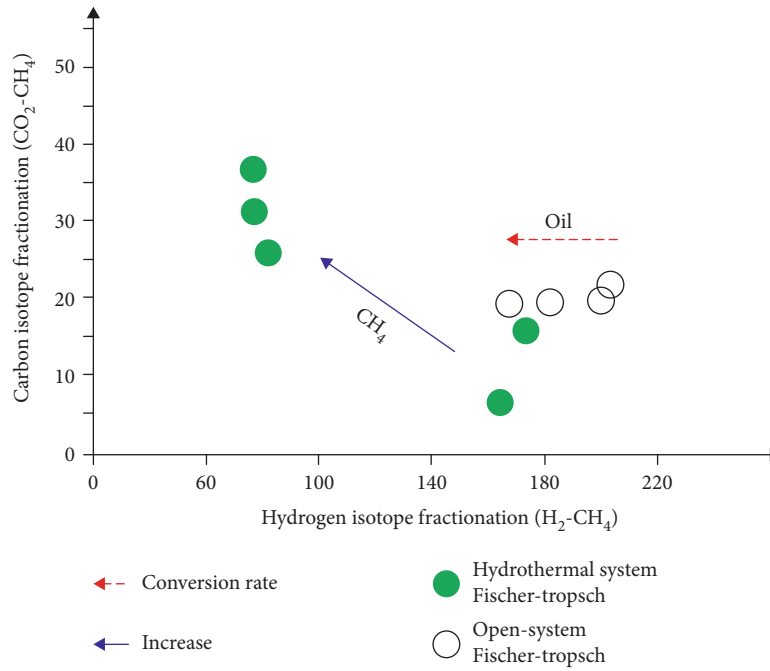 Carbon isotope fractionation (CO₂-CH₄)
50
40
30
20
10
0
Oil
CH₄
0 60 100 140 180 220
Hydrogen isotope fractionation (H₂-CH₄)
Conversion rate
Increase
Hydrothermal system
Fischer-tropsch
Open-system
Fischer-tropsch